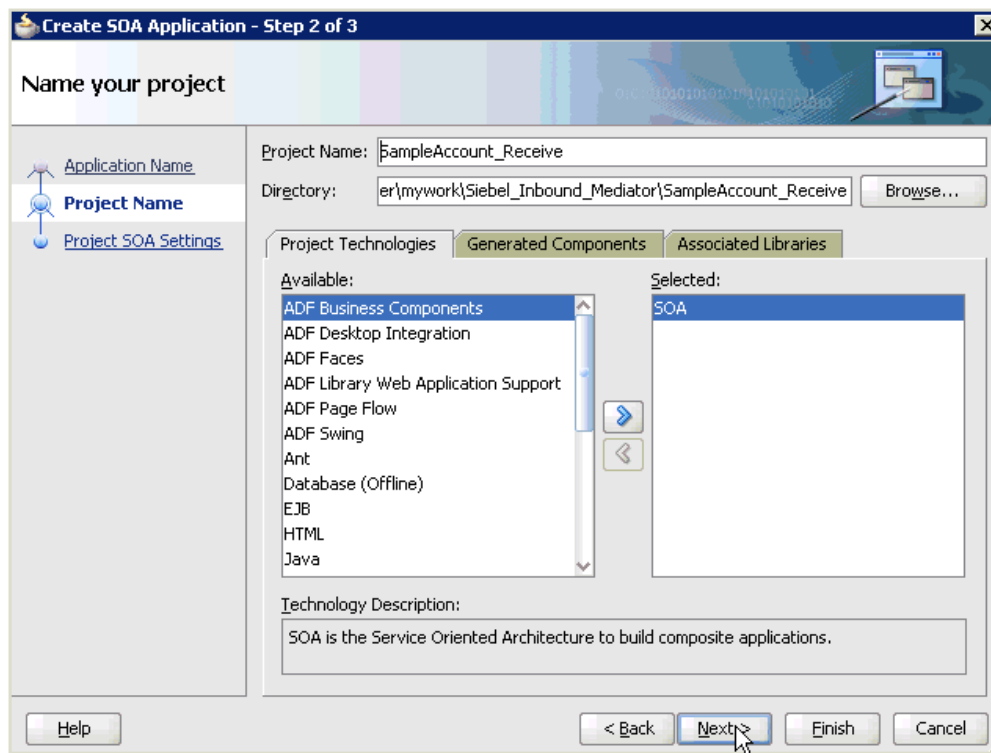 Create SOA Application - Step 2 of 3
Name your project
Application Name
Project Name
Project SOA Settings
Project Name: SampleAccount_Receive
Directory: er\mywork\Siebel_Inbound_Mediator\SampleAccount_Receive Browse...
Project Technologies Generated Components Associated Libraries
Available: Selected:
ADF Business Components SOA
ADF Desktop Integration
ADF Faces
ADF Library Web Application Support
ADF Page Flow
ADF Swing
Ant
Database (Offline)
EJB
HTML
Java
Technology Description:
SOA is the Service Oriented Architecture to build composite applications.
Help < Back Next > Finish Cancel